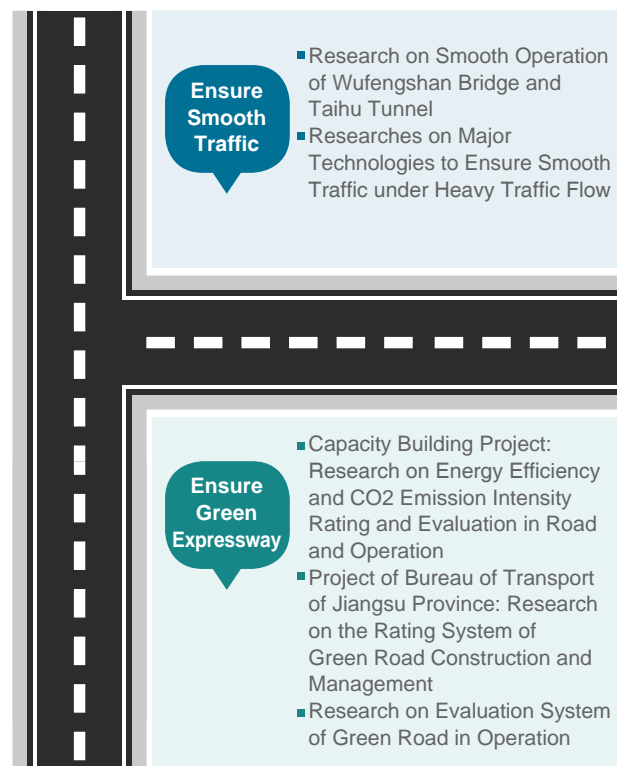 Ensure
Smooth
Traffic
Research on Smooth Operation
of Wufengshan Bridge and
Taihu Tunnel
Researches on Major
Technologies to Ensure Smooth
Traffic under Heavy Traffic Flow
Ensure
Green
Expressway
Capacity Building Project:
Research on Energy Efficiency
and CO2 Emission Intensity
Rating and Evaluation in Road
and Operation
Project of Bureau of Transport
of Jiangsu Province: Research
on the Rating System of
Green Road Construction and
Management
Research on Evaluation System
of Green Road in Operation